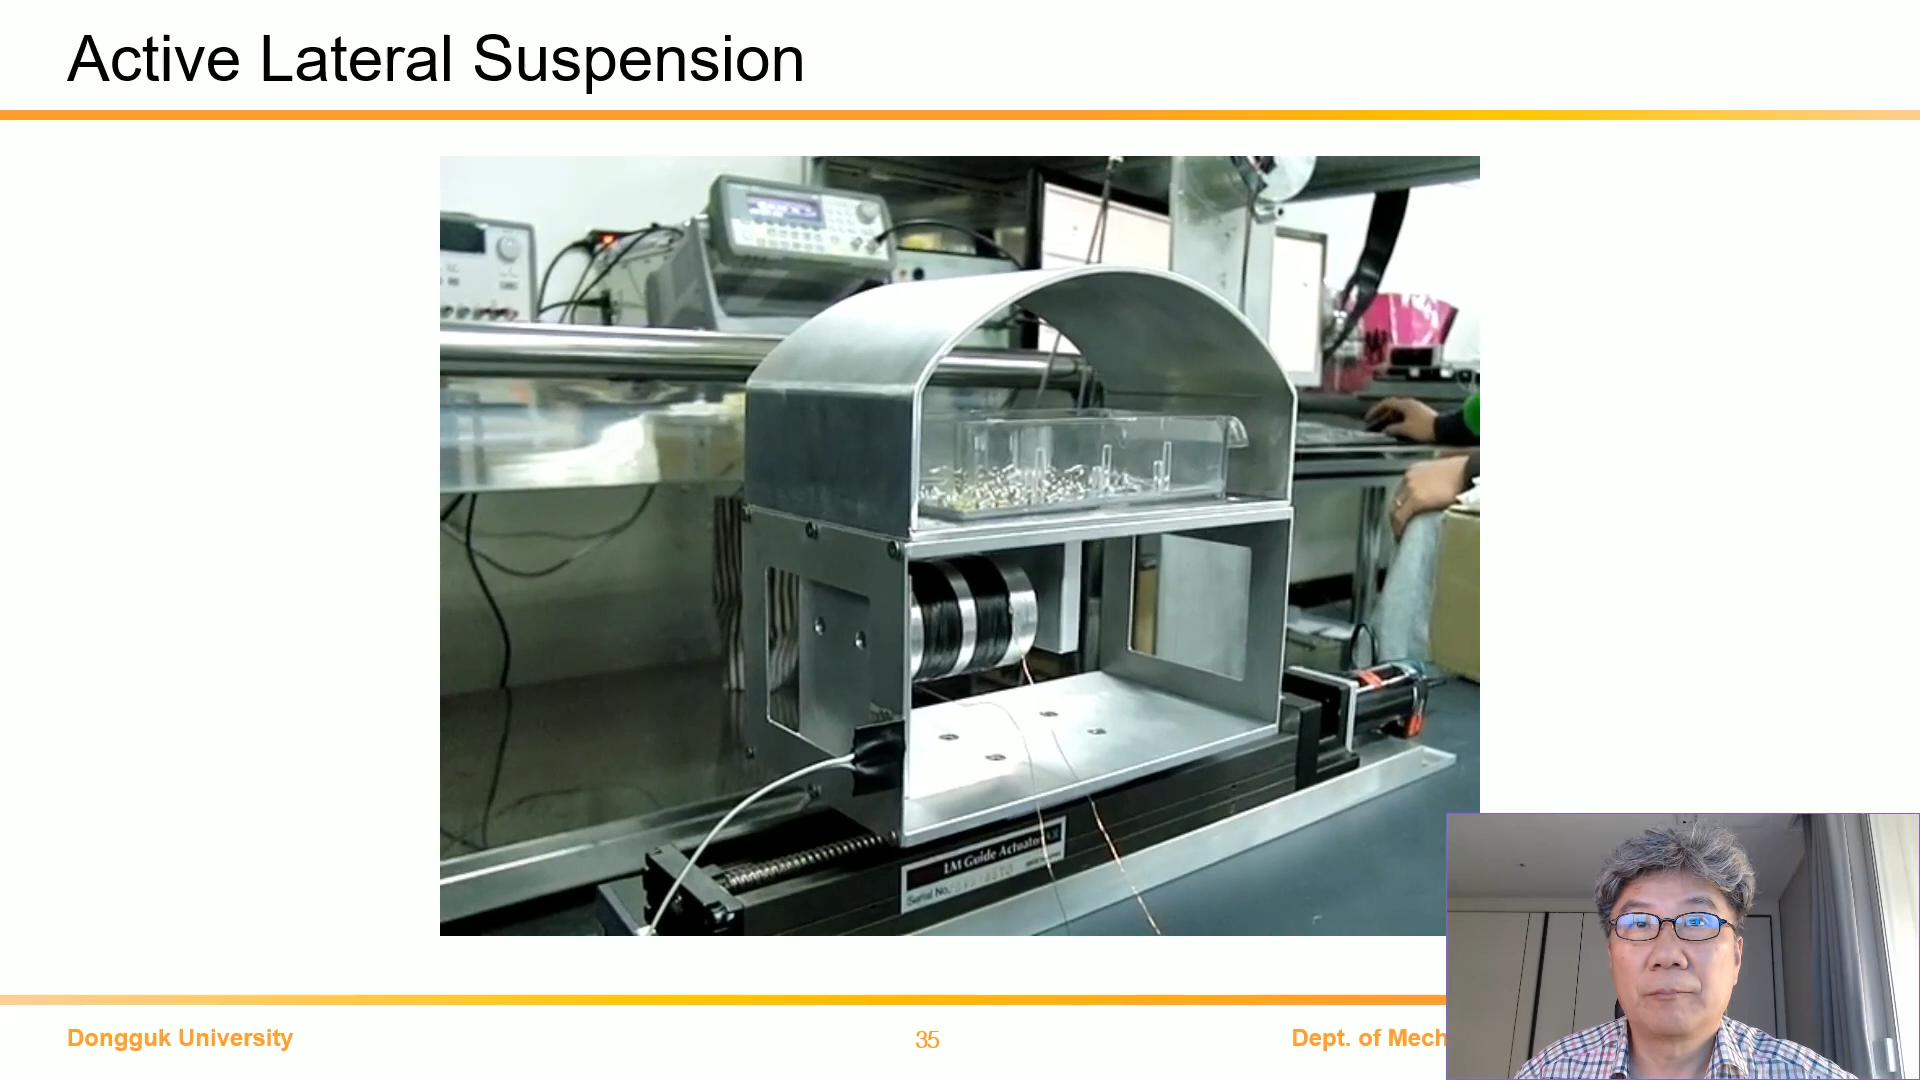 Active Lateral Suspension
LM Guide Actuator
Serial No.
Dongguk University
35
Dept. of Mech